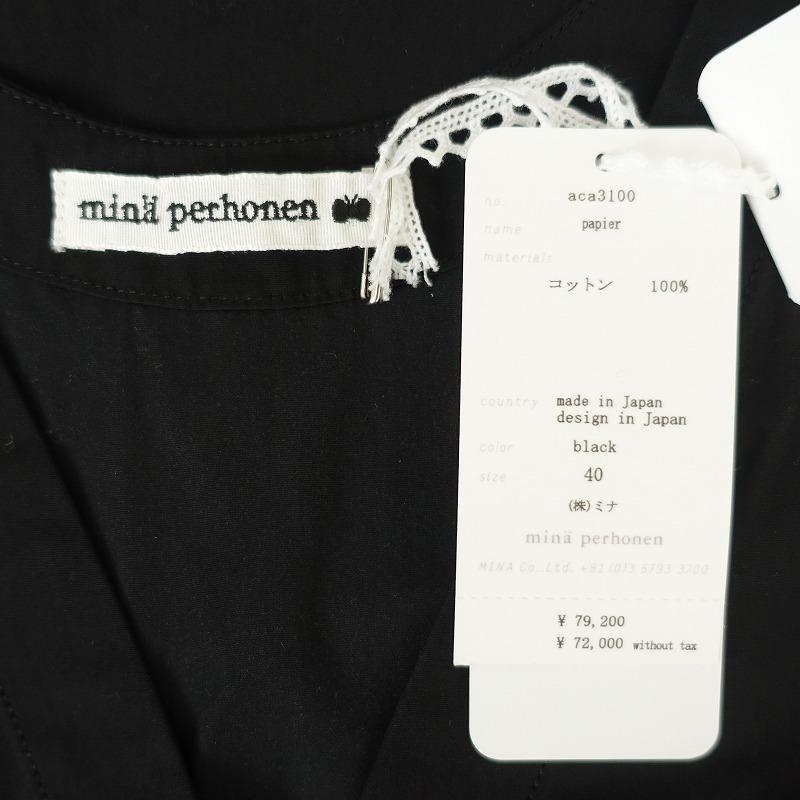 minä perhonen
no. aca3100
name papier
materials
コットン 100%
country made in Japan
design in Japan
color black
size 40
(株)ミナ
minä perhonen
MINA Co., Ltd. +81 (0)3 5793 3700
¥ 79,200
¥ 72,000 without tax